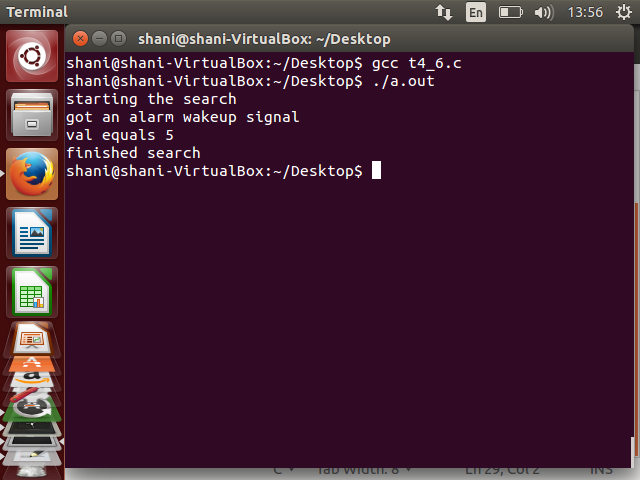 Terminal
En
13:56
shani@shani-VirtualBox: ~/Desktop
shani@shani-VirtualBox:~/Desktop$ gcc t4_6.c
shani@shani-VirtualBox:~/Desktop$ ./a.out
starting the search
got an alarm wakeup signal
val equals 5
finished search
shani@shani-VirtualBox:~/Desktop$
C Tab Width: 8 Ln 29, Col 2 INS